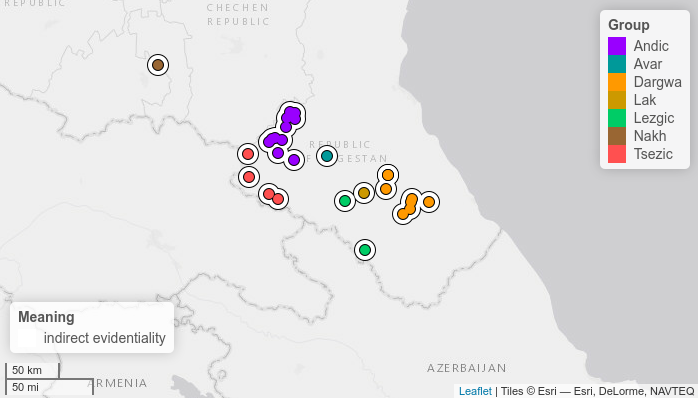 REPUBLIC
CHECHEN
REPUBLIC
Group
Andic
Avar
Dargwa
Lak
Lezgic
Nakh
Tsezic
REPUBLIC
GESTAN
Meaning
indirect evidentiality
50 km
50 mi
ARMENIA
AZERBAIJAN
Leaflet | Tiles © Esri — Esri, DeLorme, NAVTEQ